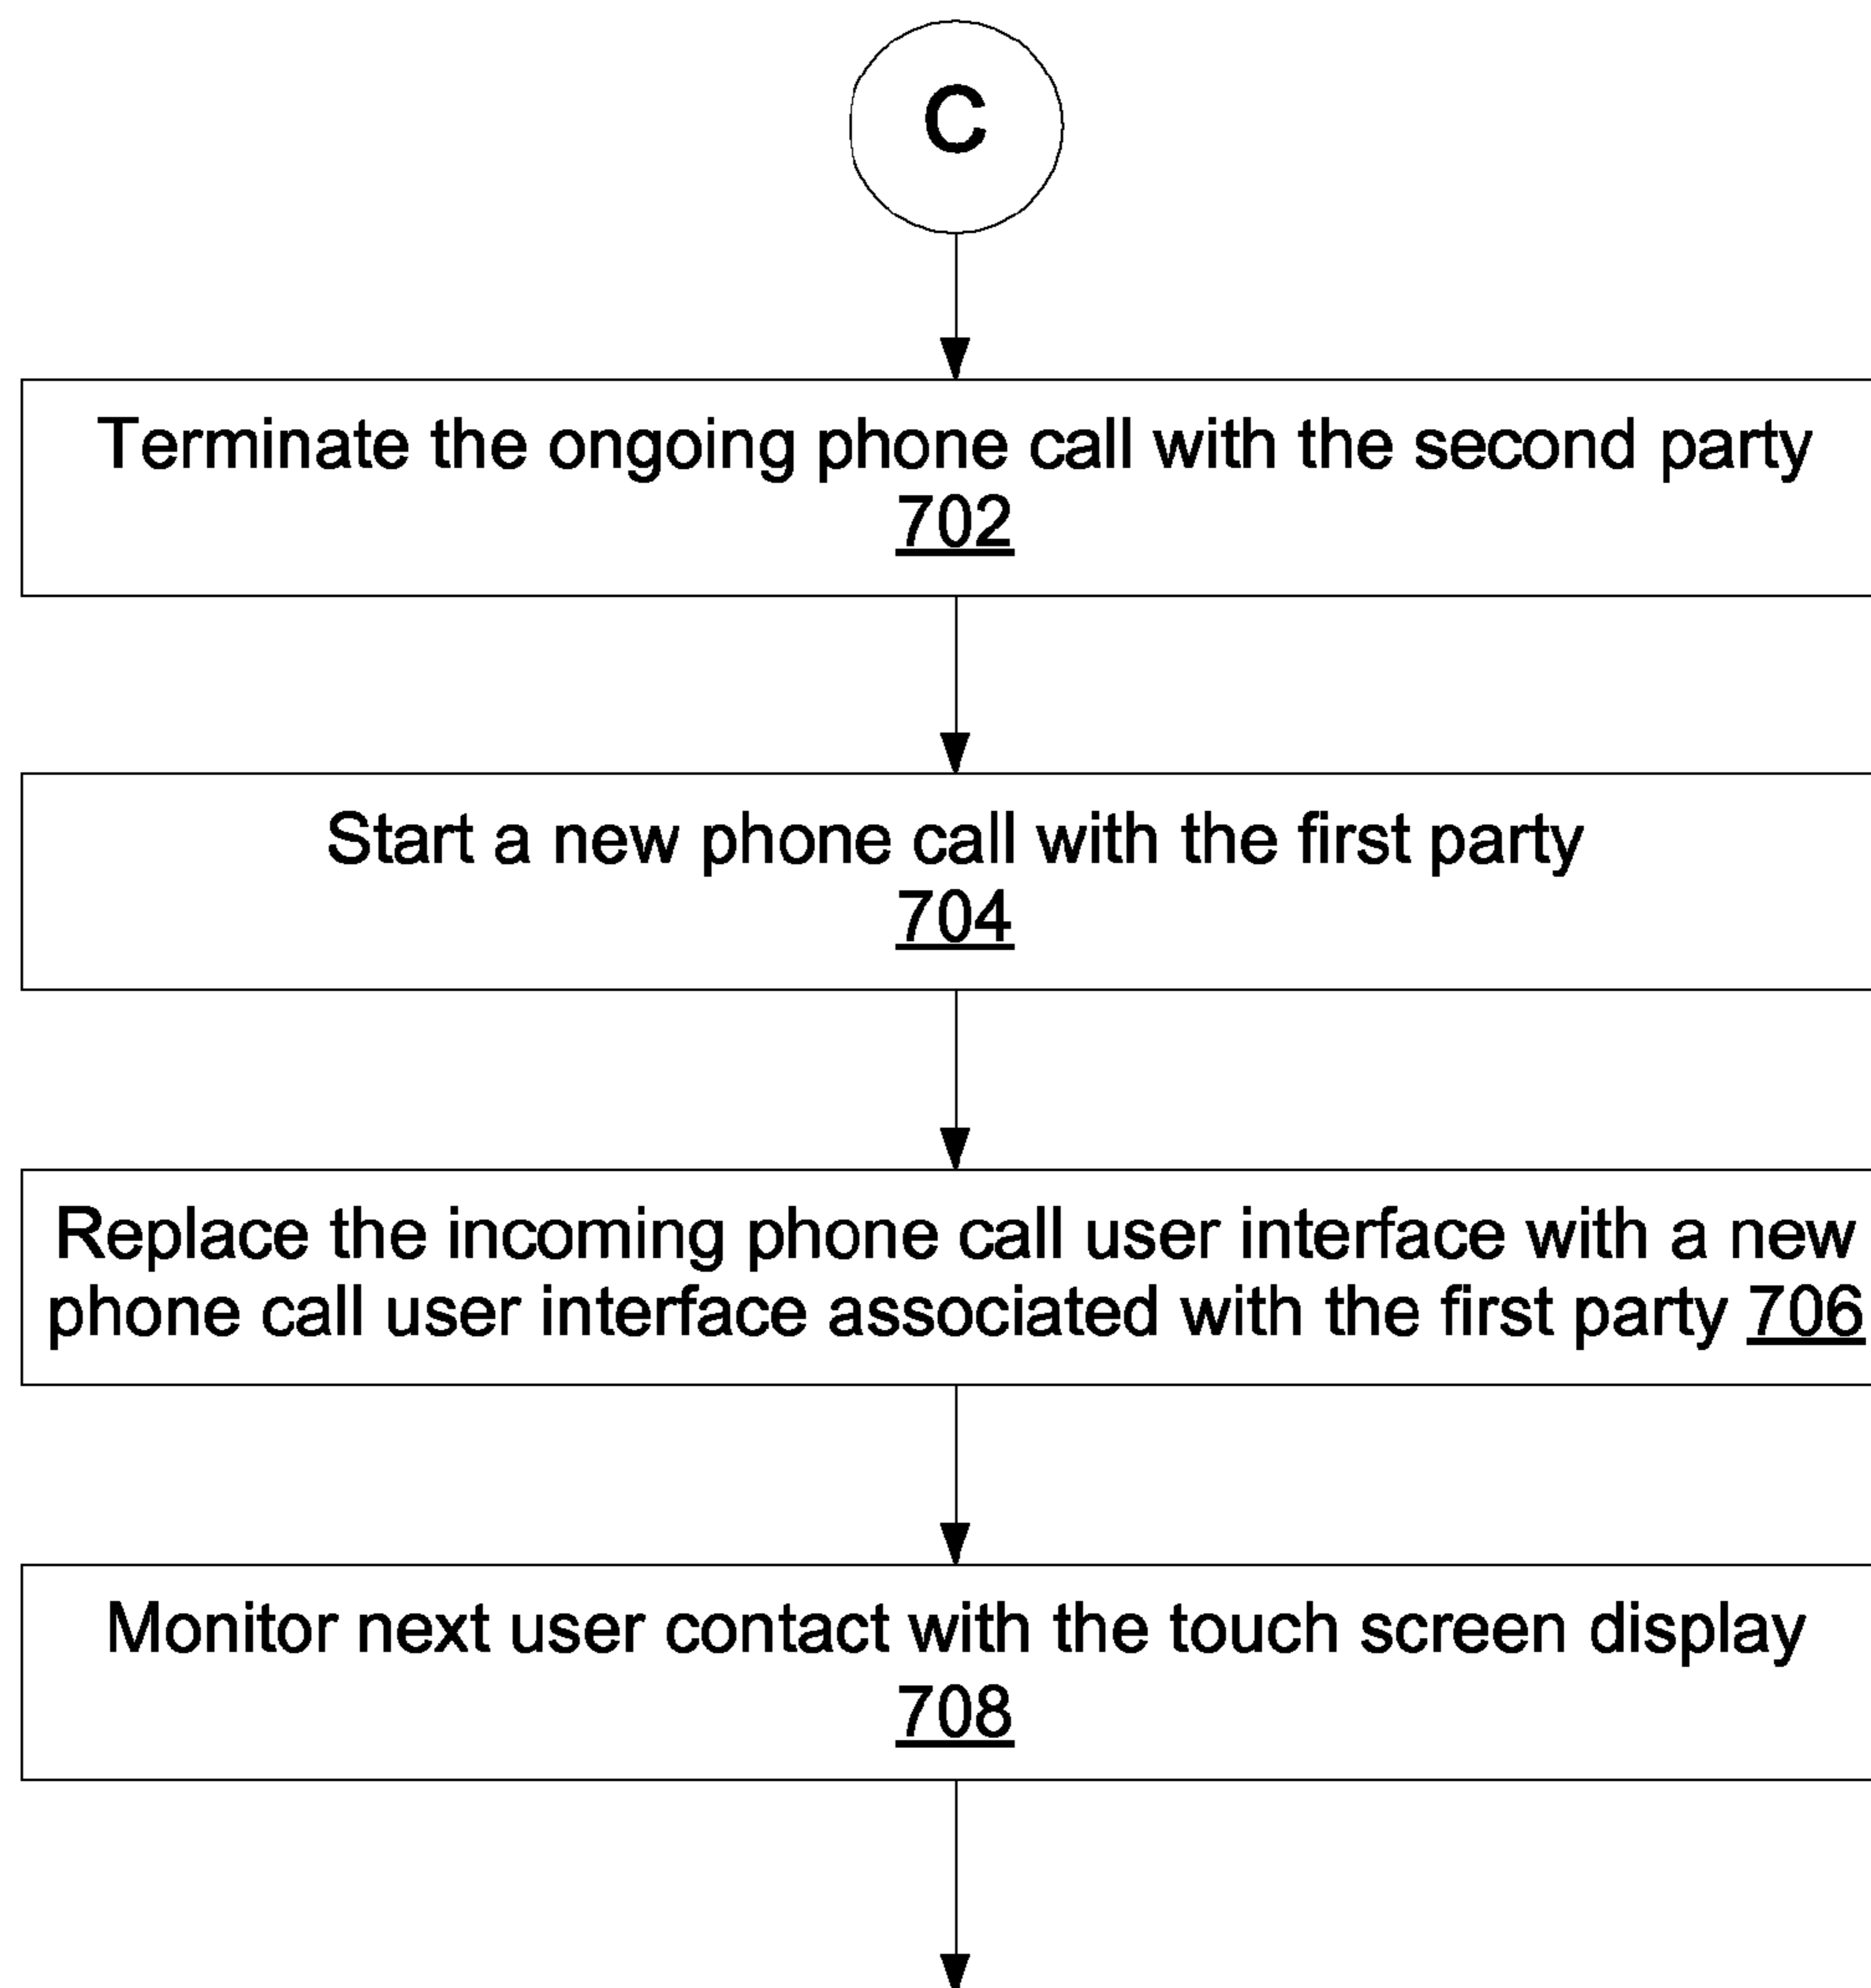 C
Terminate the ongoing phone call with the second party
702
Start a new phone call with the first party
704
Replace the incoming phone call user interface with a new
phone call user interface associated with the first party 706
Monitor next user contact with the touch screen display
708